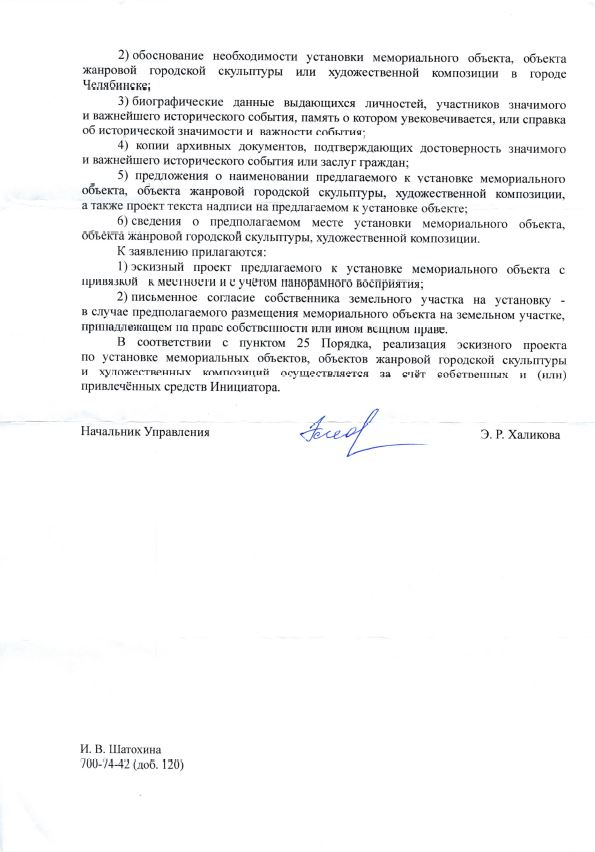 2) обоснование необходимости установки мемориального объекта, объекта
жанровой городской скульптуры или художественной композиции в городе
Челябинске;
3) биографические данные выдающихся личностей, участников значимого
и важнейшего исторического события, память о котором увековечивается, или справка
об исторической значимости и важности события;
4) копии архивных документов, подтверждающих достоверность значимого
и важнейшего исторического события или заслуг граждан;
5) предложения о наименовании предлагаемого к установке мемориального
объекта, объекта жанровой городской скульптуры, художественной композиции,
а также проект текста надписи на предлагаемом к установке объекте;
6) сведения о предполагаемом месте установки мемориального объекта,
объекта жанровой городской скульптуры, художественной композиции.
К заявлению прилагаются:
1) эскизный проект предлагаемого к установке мемориального объекта с
привязкой к местности и с учётом панорамного восприятия;
2) письменное согласие собственника земельного участка на установку -
в случае предполагаемого размещения мемориального объекта на земельном участке,
принадлежащем на праве собственности или ином вещном праве.
В соответствии с пунктом 25 Порядка, реализация эскизного проекта
по установке мемориальных объектов, объектов жанровой городской скульптуры
и художественных композиций осуществляется за счёт собственных и (или)
привлечённых средств Инициатора.
Начальник Управления Э. Р. Халикова
И. В. Шатохина
700-74-42 (доб. 120)